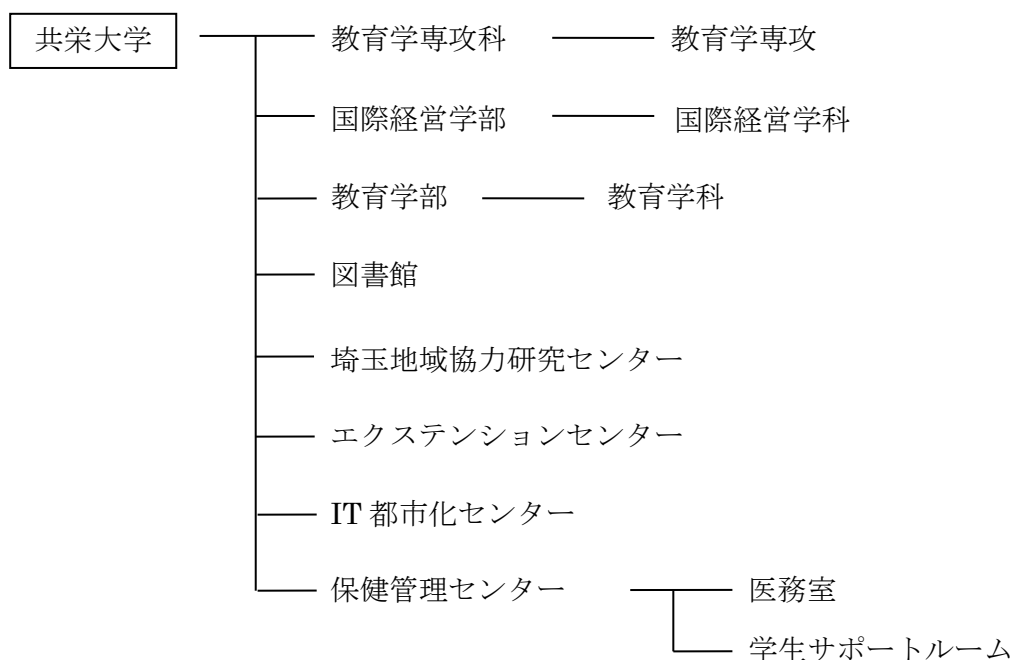 共栄大学 教育学専攻科 教育学専攻
国際経営学部 国際経営学科
教育学部 教育学科
図書館
埼玉地域協力研究センター
エクステンションセンター
IT 都市化センター
保健管理センター 医務室
学生サポートルーム